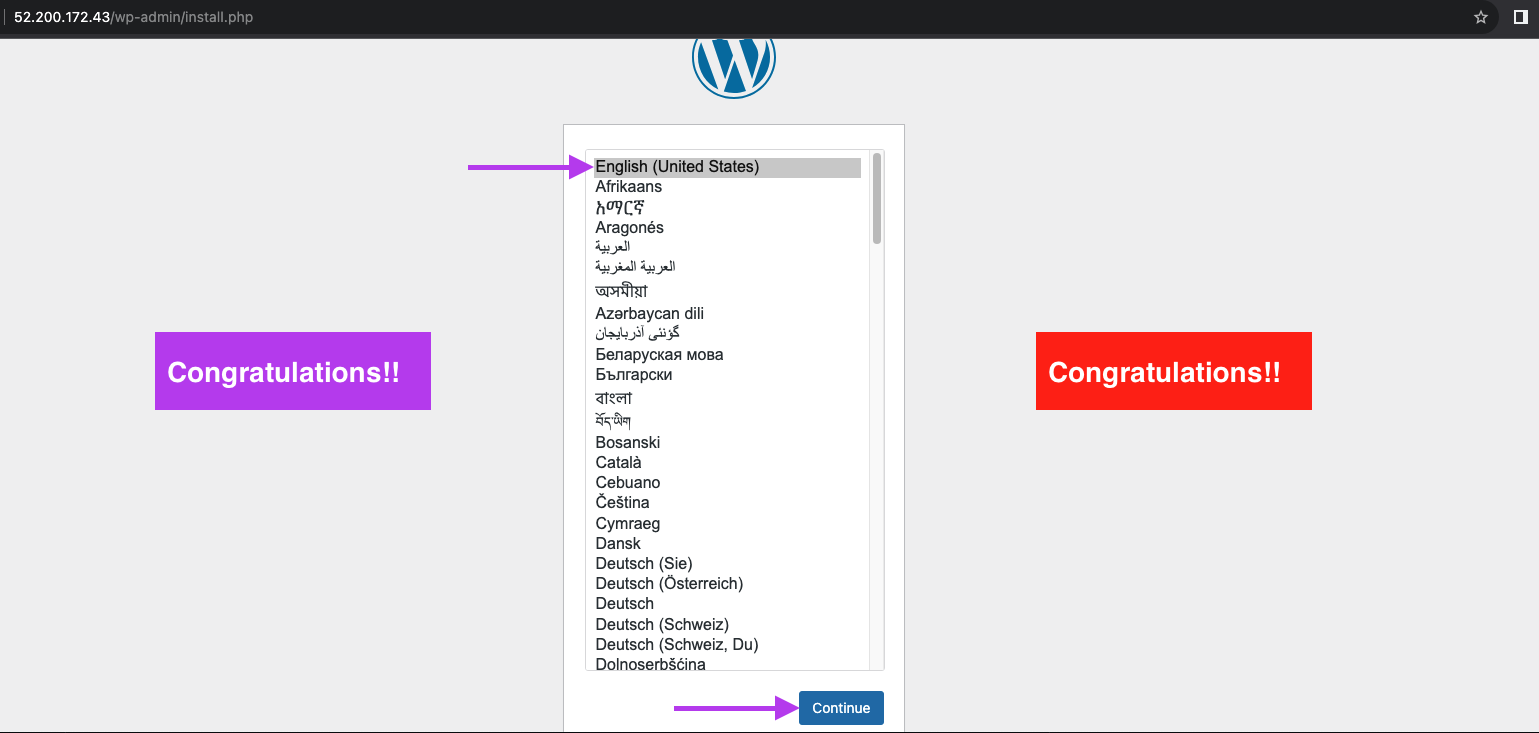 52.200.172.43/wp-admin/install.php
English (United States)
Afrikaans
አማርኛ
Aragonés
العربية
العربية المغربية
অসমীয়া
Azərbaycan dili
گؤنئی آذربایجان
Беларуская мова
Български
বাংলা
བོད་ཡིག
Bosanski
Català
Cebuano
Čeština
Cymraeg
Dansk
Deutsch (Sie)
Deutsch (Österreich)
Deutsch
Deutsch (Schweiz)
Deutsch (Schweiz, Du)
Dolnoserbšćina
Congratulations!!
Congratulations!!
Continue